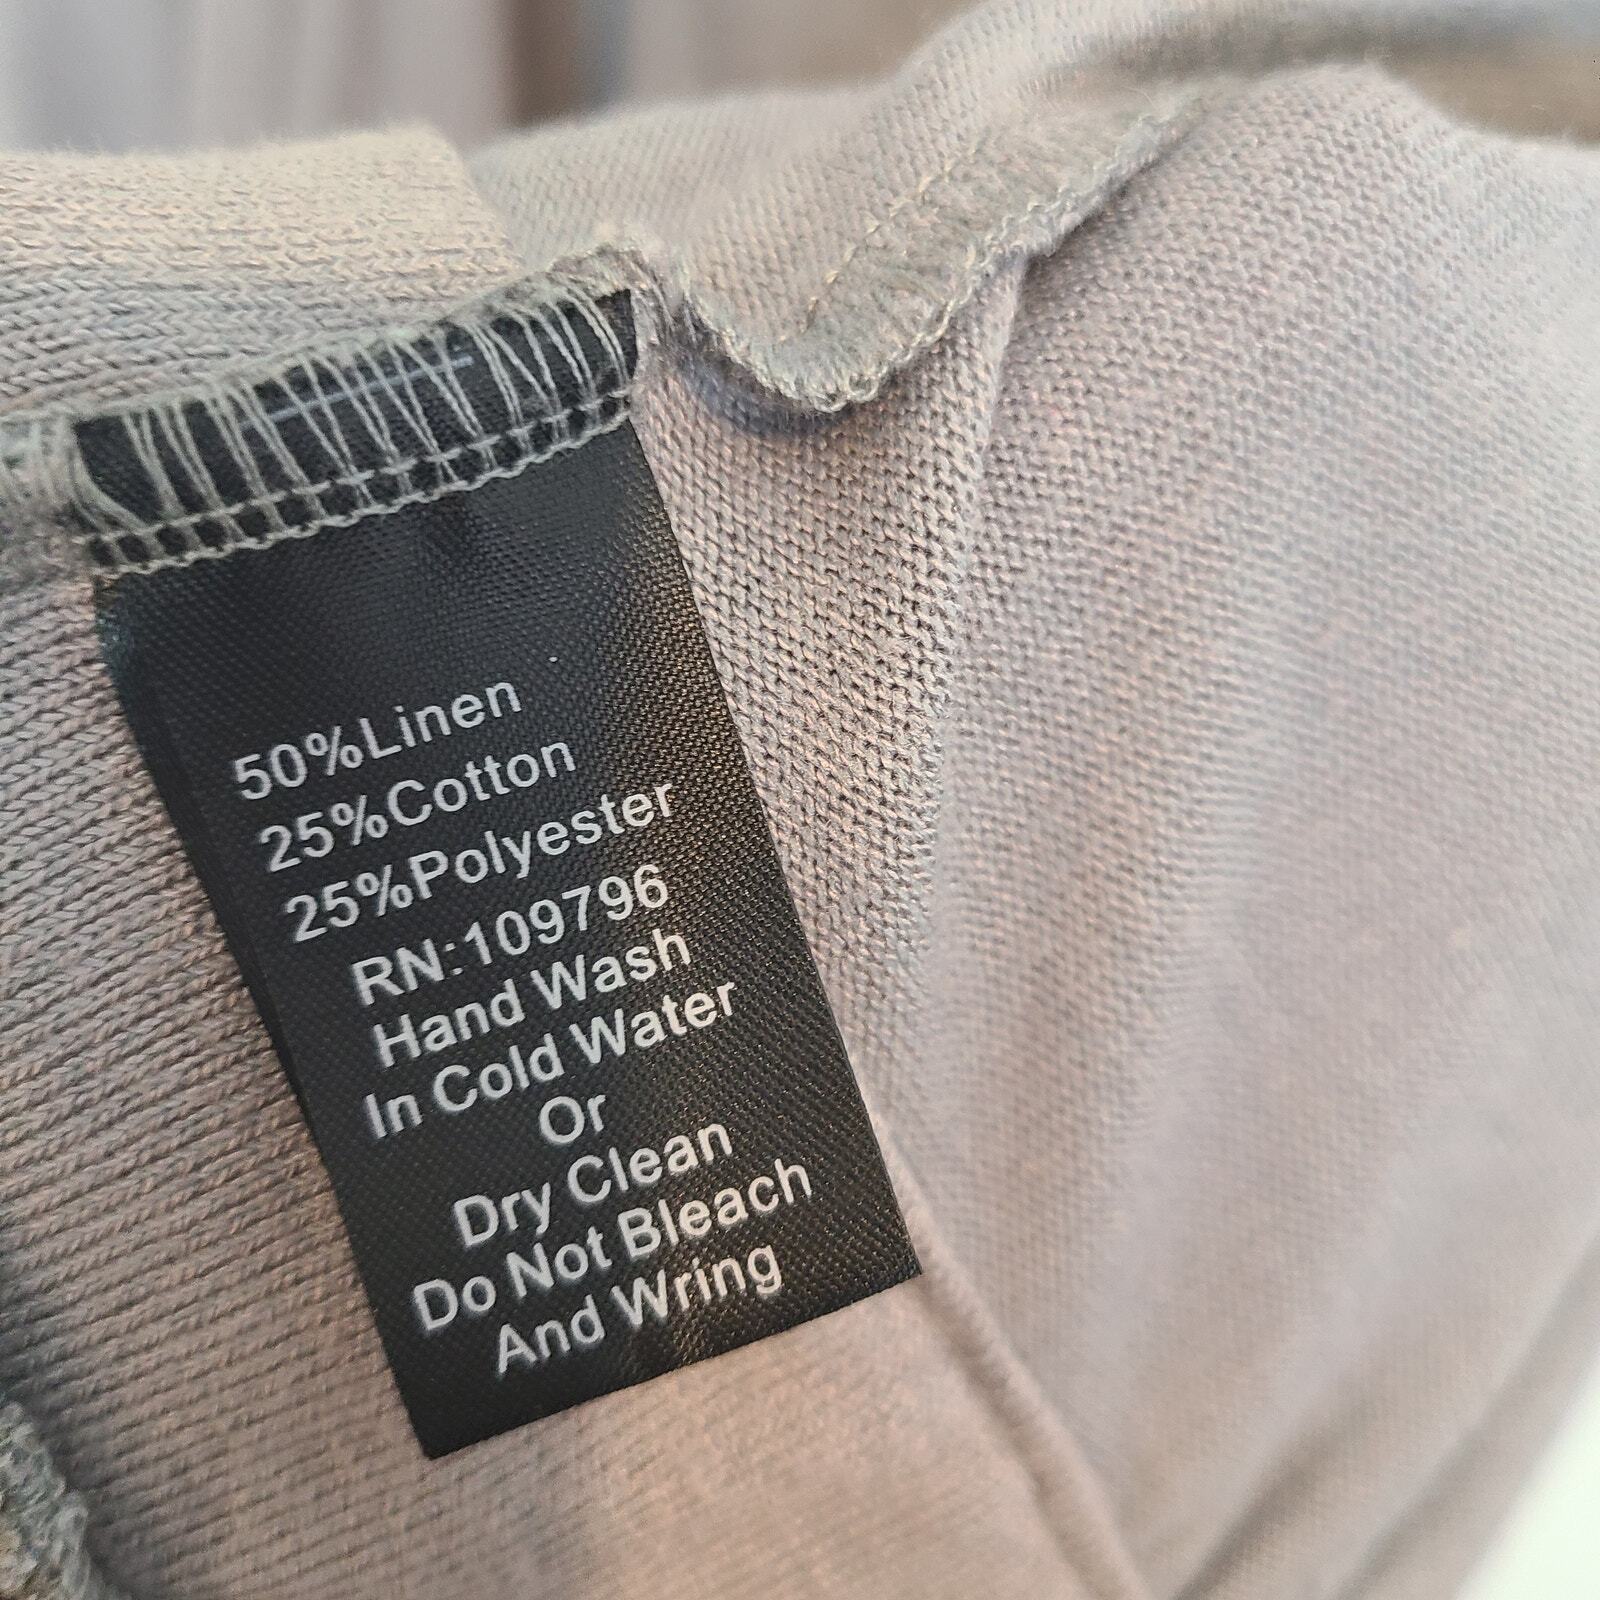 50%Linen
25%Cotton
25%Polyester
RN:109796
Hand Wash
In Cold Water
Or
Dry Clean
Do Not Bleach
And Wring